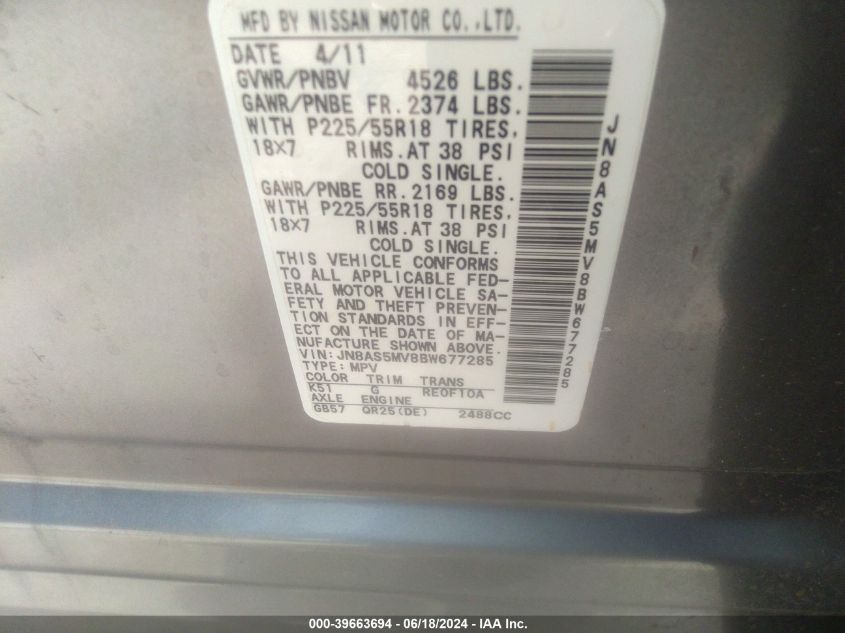 MFD BY NISSAN MOTOR CO.,LTD.
DATE 4/11
GVWR/PNBV 4526 LBS.
GAWR/PNBE FR. 2374 LBS.
WITH P225/55R18 TIRES,
18X7 RIMS.AT 38 PSI
COLD SINGLE.
GAWR/PNBE RR. 2169 LBS.
WITH P225/55R18 TIRES,
18X7 RIMS.AT 38 PSI
COLD SINGLE.
THIS VEHICLE CONFORMS
TO ALL APPLICABLE FED-
ERAL MOTOR VEHICLE SA-
FETY AND THEFT PREVEN-
TION STANDARDS IN EFF-
ECT ON THE DATE OF MA-
NUFACTURE SHOWN ABOVE.
VIN: JN8AS5MV8BW677285
TYPE: MPV
COLOR TRIM TRANS
K51 G RE0F10A
AXLE ENGINE
GB57 QR25(DE) 2488CC
JN8AS5MV8BW677285
000-39663694 - 06/18/2024 - IAA Inc.